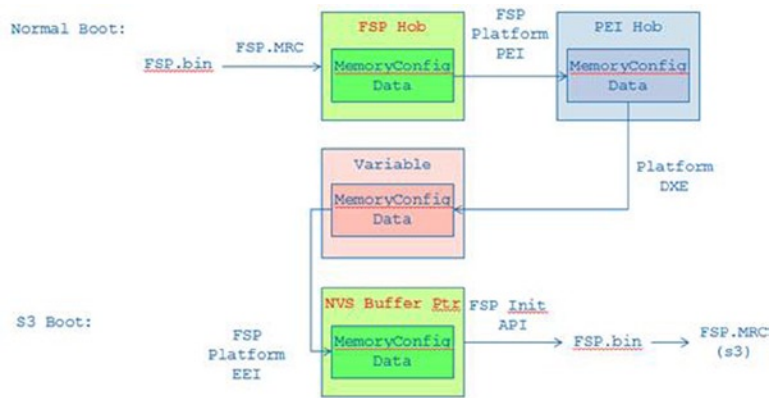 Normal Boot:
FSP.bin
FSP.MRC
FSP Hob
MemoryConfig
Data
FSP
Platform
PEI
PEI Hob
MemoryConfig
Data
Platform
DXE
Variable
MemoryConfig
Data
S3 Boot:
FSP
Platform
EEI
NVS Buffer Ptr
MemoryConfig
Data
FSP Init
API
FSP.bin
FSP.MRC
(s3)